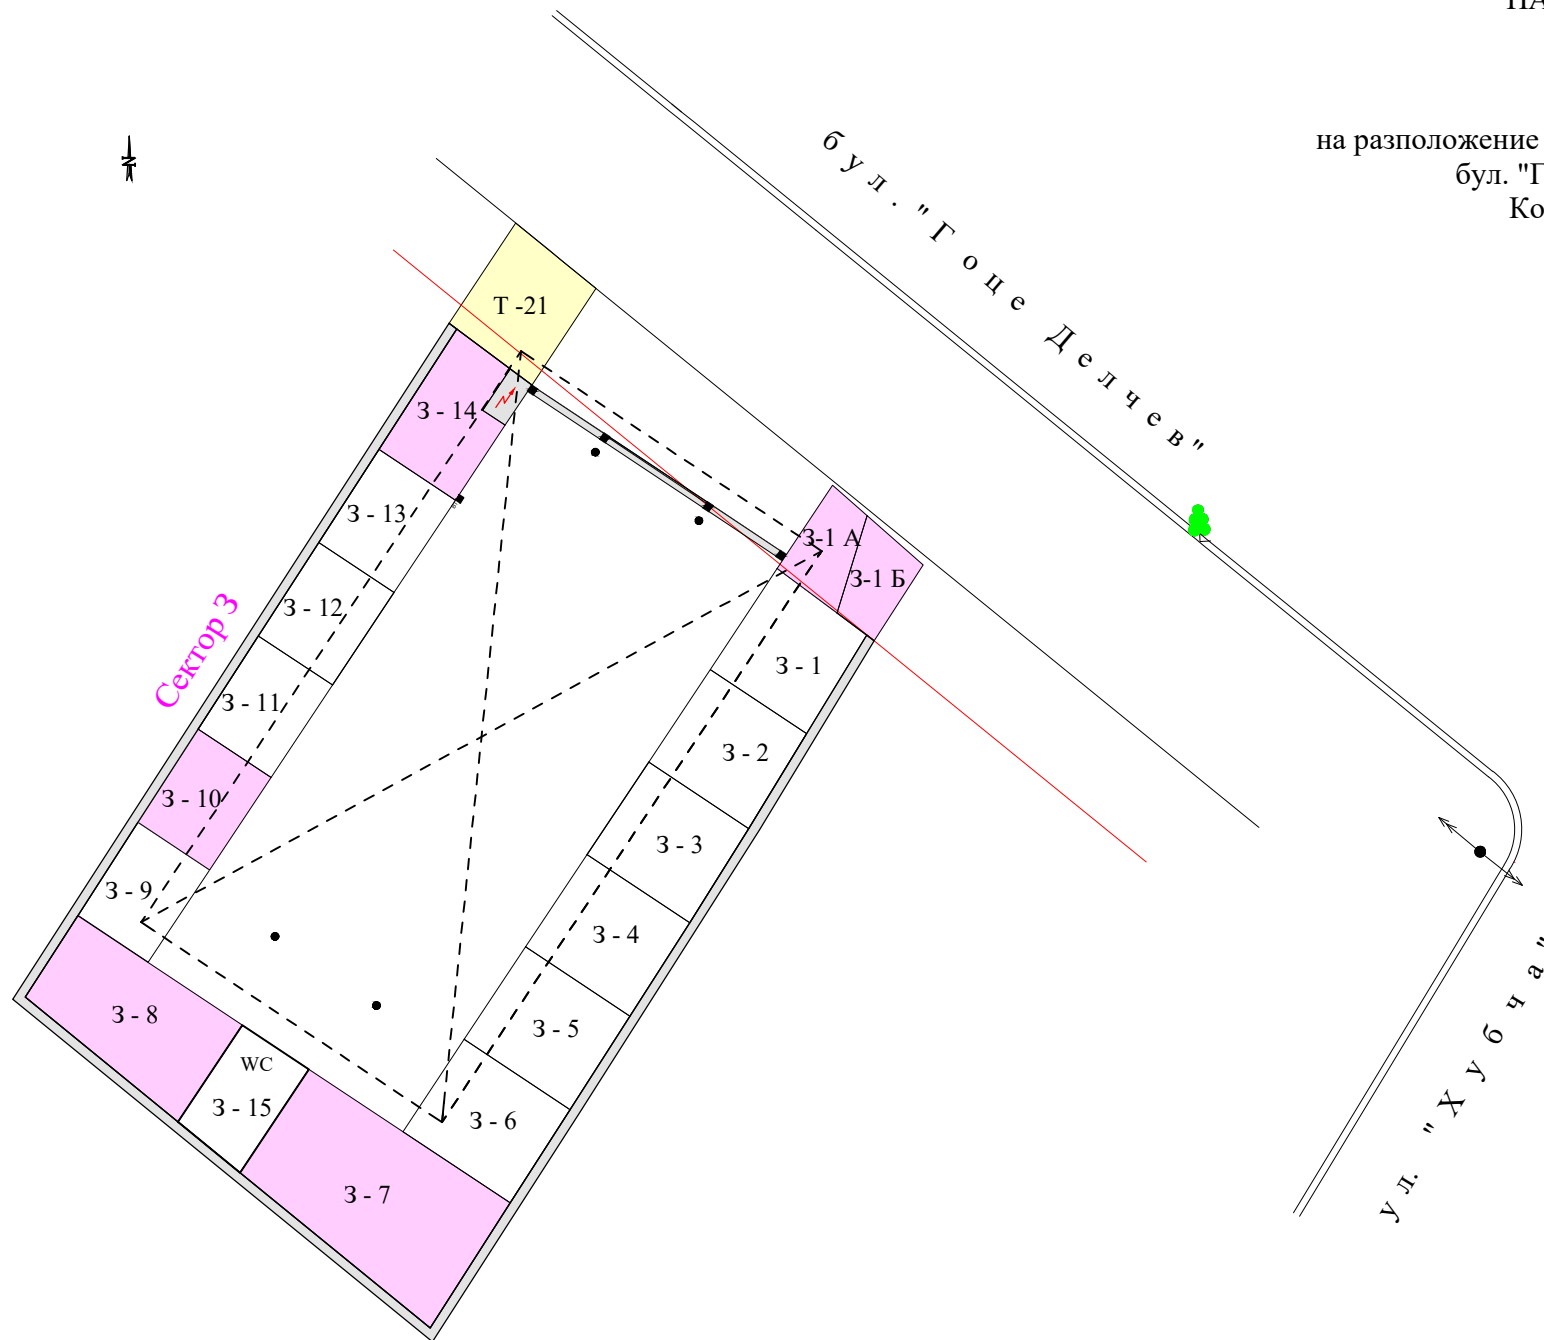 на разположение
бул. "Г
Ко
бул. "Гоце Делчев"
Т -21
З - 14
З - 13
З - 12
З - 11
З - 10
З - 9
З - 8
WC
З - 15
З - 7
З-1 А
З-1 Б
З - 1
З - 2
З - 3
З - 4
З - 5
З - 6
Сектор 3
ул. "Хубча"
N